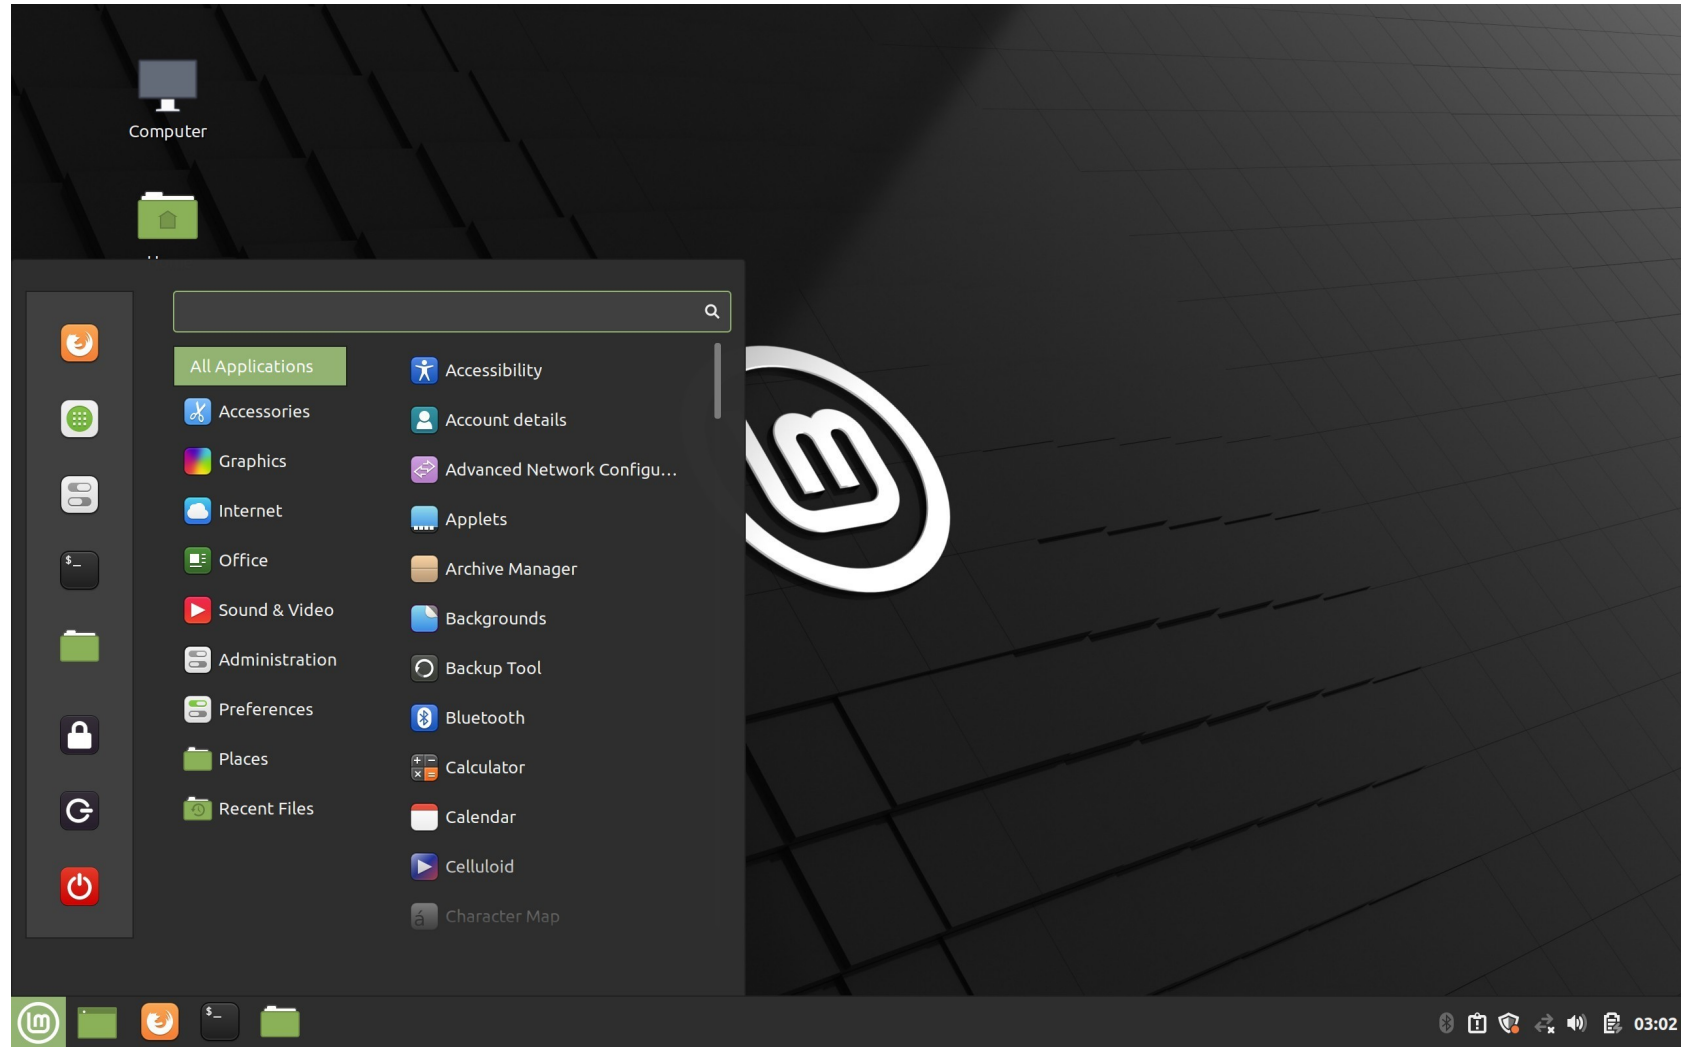 Computer
All Applications
Accessories
Graphics
Internet
Office
Sound & Video
Administration
Preferences
Places
Recent Files
Accessibility
Account details
Advanced Network Configu...
Applets
Archive Manager
Backgrounds
Backup Tool
Bluetooth
Calculator
Calendar
Celluloid
Character Map
$_
$_
03:02